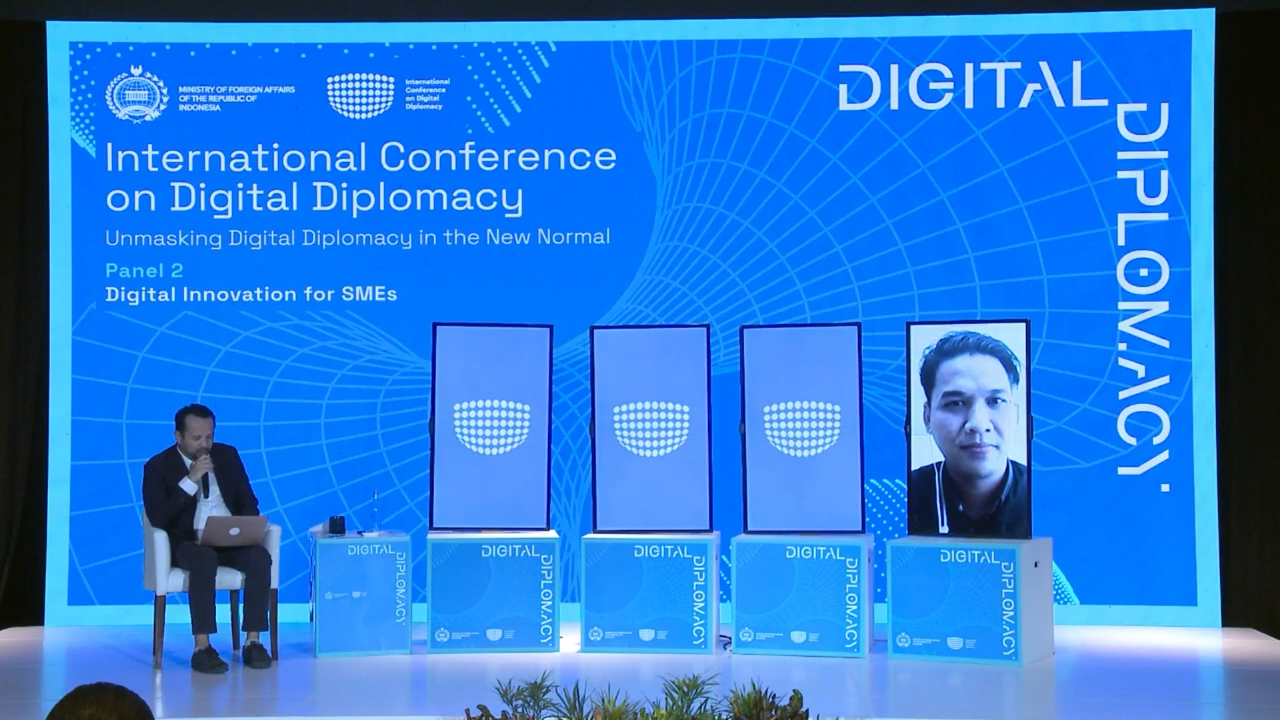 MINISTRY OF FOREIGN AFFAIRS
OF THE REPUBLIC OF
INDONESIA
International
Conference
on Digital
Diplomacy
DIGITAL
DIPLOMACY.
International Conference
on Digital Diplomacy
Unmasking Digital Diplomacy in the New Normal
Panel 2
Digital Innovation for SMEs
DIGITAL
DIPLOMACY.
DIGITAL
DIPLOMACY.
DIGITAL
DIPLOMACY.
DIGITAL
DIPLOMACY.
DIGITAL
DIPLOMACY.